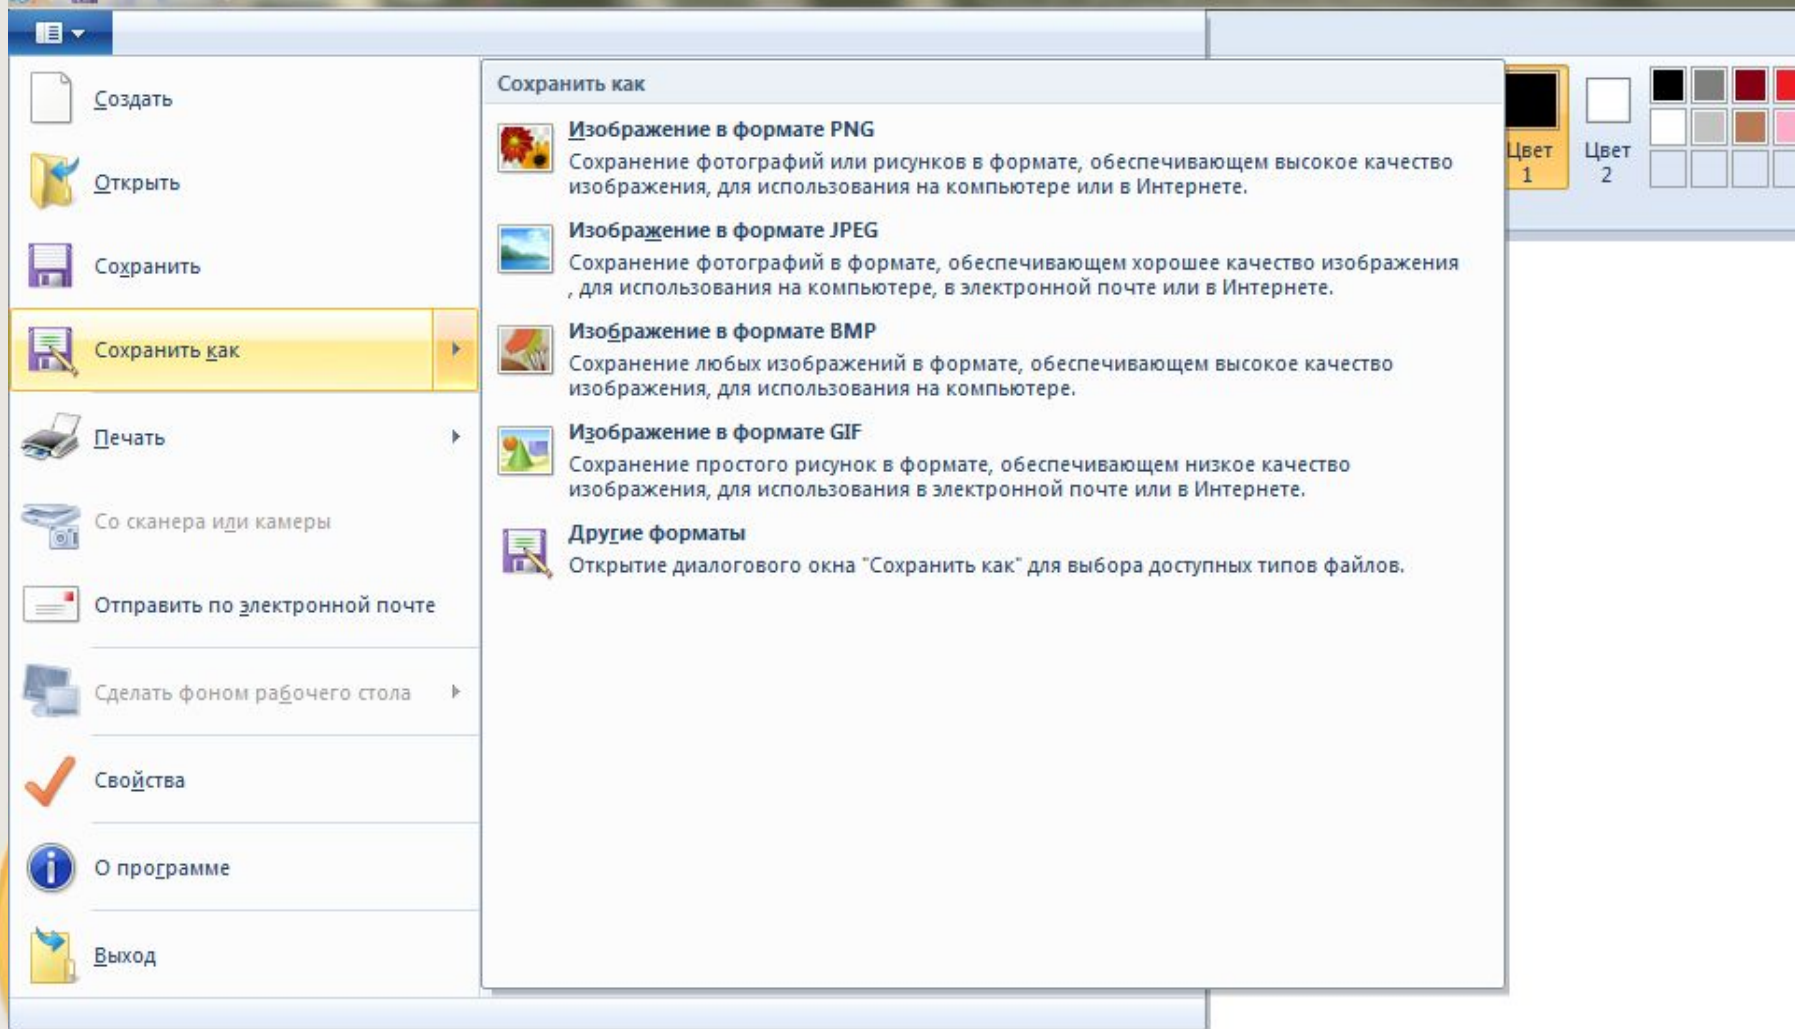 Создать
Открыть
Сохранить
Сохранить как
Печать
Со сканера или камеры
Отправить по электронной почте
Сделать фоном рабочего стола
Свойства
О программе
Выход
Сохранить как
Изображение в формате PNG
Сохранение фотографий или рисунков в формате, обеспечивающем высокое качество
изображения, для использования на компьютере или в Интернете.
Изображение в формате JPEG
Сохранение фотографий в формате, обеспечивающем хорошее качество изображения
, для использования на компьютере, в электронной почте или в Интернете.
Изображение в формате BMP
Сохранение любых изображений в формате, обеспечивающем высокое качество
изображения, для использования на компьютере.
Изображение в формате GIF
Сохранение простого рисунок в формате, обеспечивающем низкое качество
изображения, для использования в электронной почте или в Интернете.
Другие форматы
Открытие диалогового окна "Сохранить как" для выбора доступных типов файлов.
Цвет
1
Цвет
2